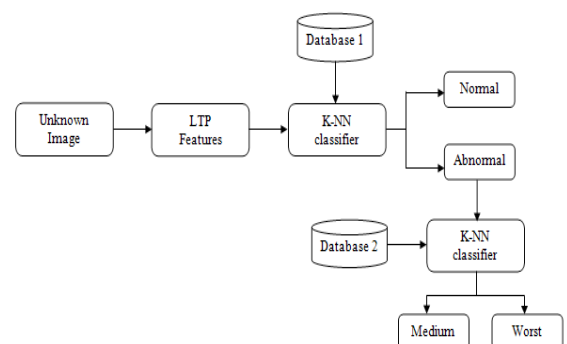 Database 1
Unknown
Image
LTP
Features
K-NN
classifier
Normal
Abnormal
Database 2
K-NN
classifier
Medium
Worst